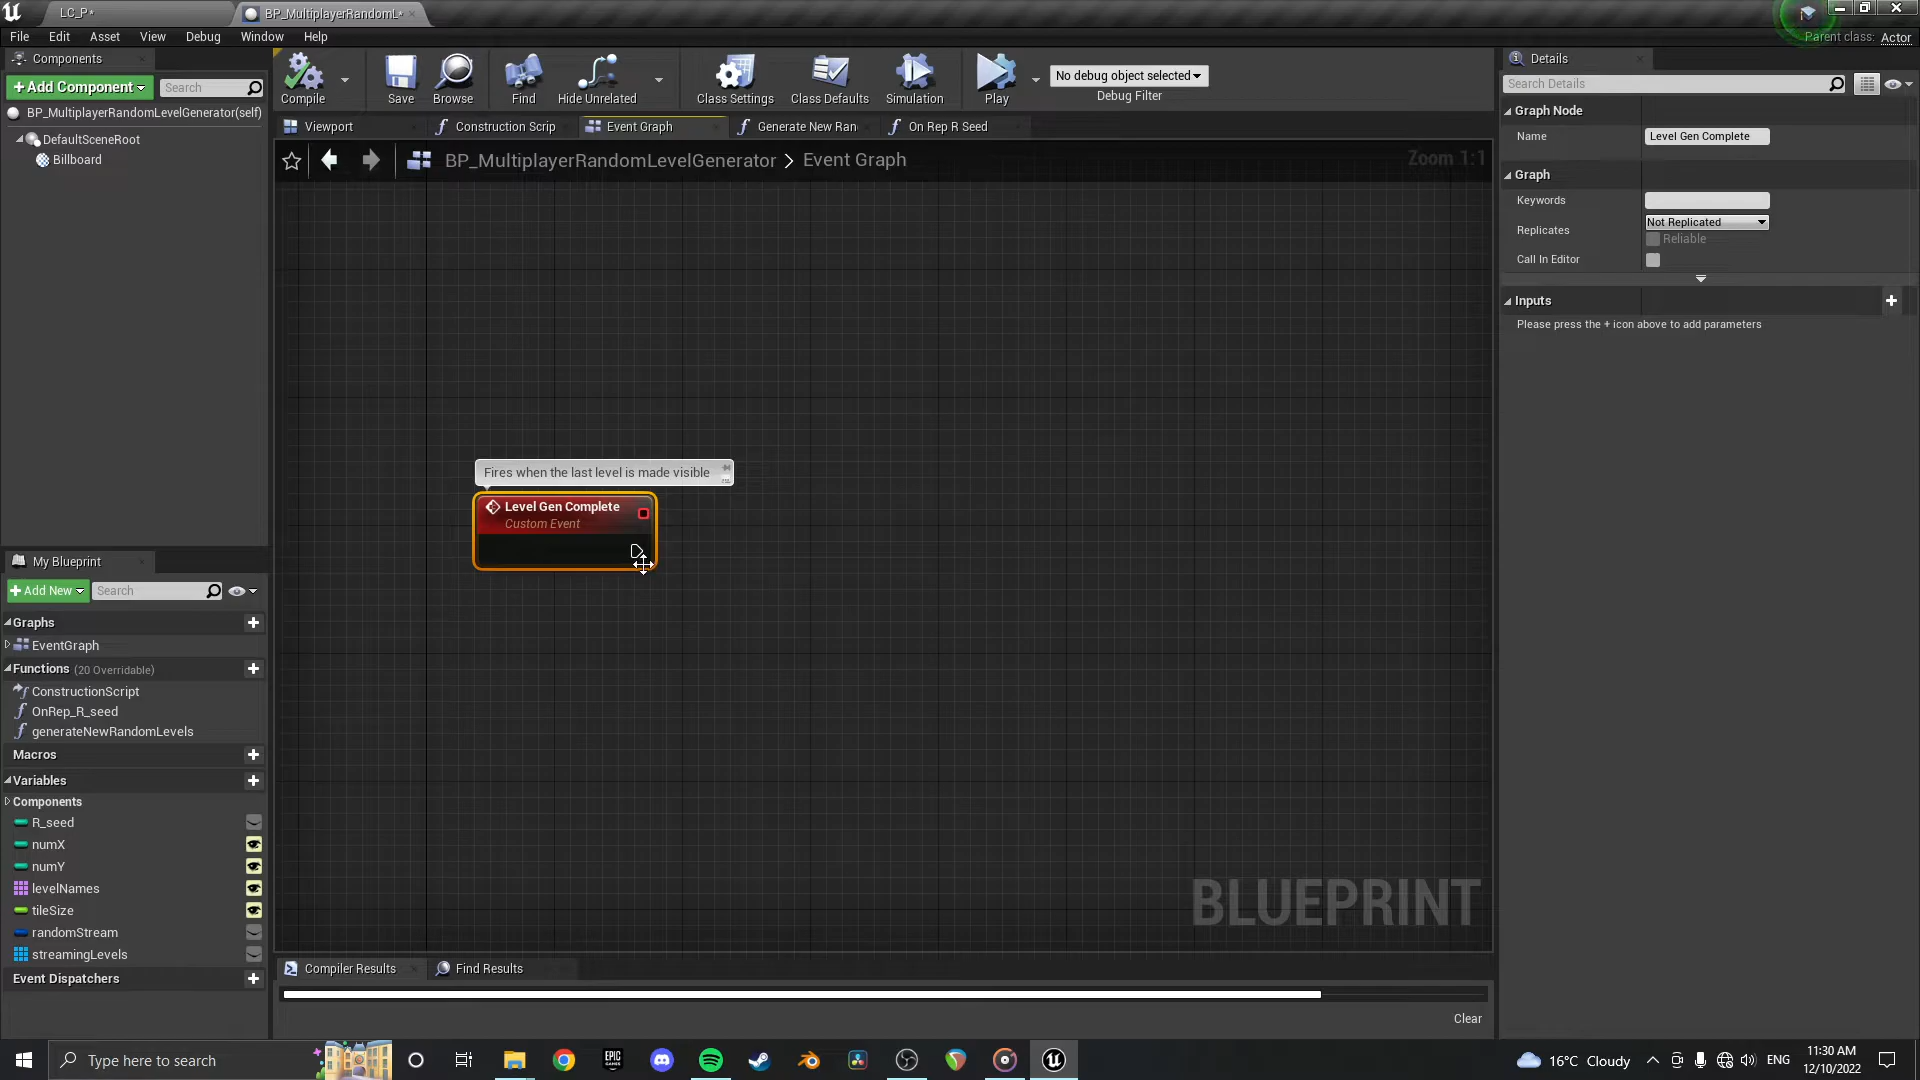 LC_P*
BP_MultiplayerRandomL*
File
Edit
Asset
View
Debug
Window
Help
Parent class: Actor
Components
+Add Component
Search
BP_MultiplayerRandomLevelGenerator(self)
DefaultSceneRoot
Billboard
Compile
Save
Browse
Find
Hide Unrelated
Class Settings
Class Defaults
Simulation
Play
No debug object selected
Debug Filter
Viewport
Construction Scrip
Event Graph
Generate New Ran
On Rep R Seed
BP_MultiplayerRandomLevelGenerator > Event Graph
Zoom 1:1
Fires when the last level is made visible
Level Gen Complete
Custom Event
BLUEPRINT
Details
Search Details
Graph Node
Name
Level Gen Complete
Graph
Keywords
Replicates
Not Replicated
Reliable
Call In Editor
Inputs
Please press the + icon above to add parameters
My Blueprint
+Add New
Search
Graphs
EventGraph
Functions (20 Overridable)
ConstructionScript
OnRep_R_seed
generateNewRandomLevels
Macros
Variables
Components
R_seed
numX
numY
levelNames
tileSize
randomStream
streamingLevels
Event Dispatchers
Compiler Results
Find Results
Clear
Type here to search
EPIC
16°C Cloudy
ENG
11:30 AM
12/10/2022